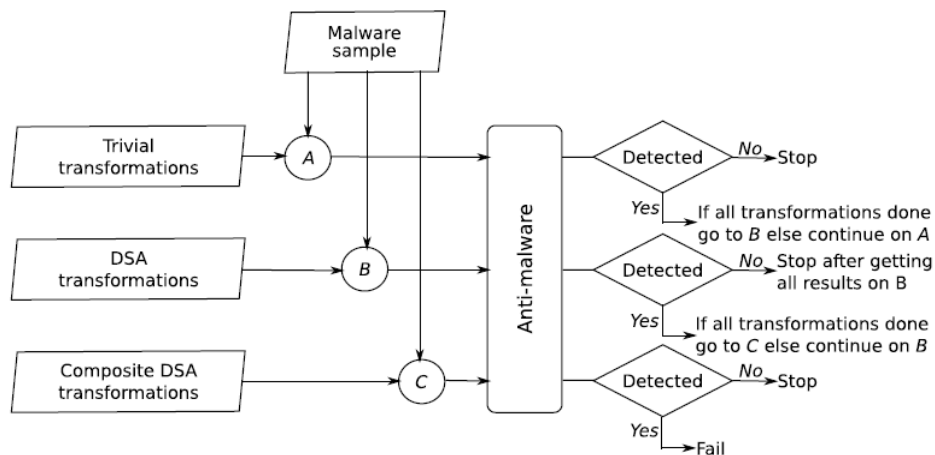 Malware
sample
Trivial
transformations
A
Detected
No
Stop
Yes
If all transformations done
go to B else continue on A
DSA
transformations
B
Anti-malware
Detected
No
Stop after getting
all results on B
Yes
If all transformations done
go to C else continue on B
Composite DSA
transformations
C
Detected
No
Stop
Yes
Fail